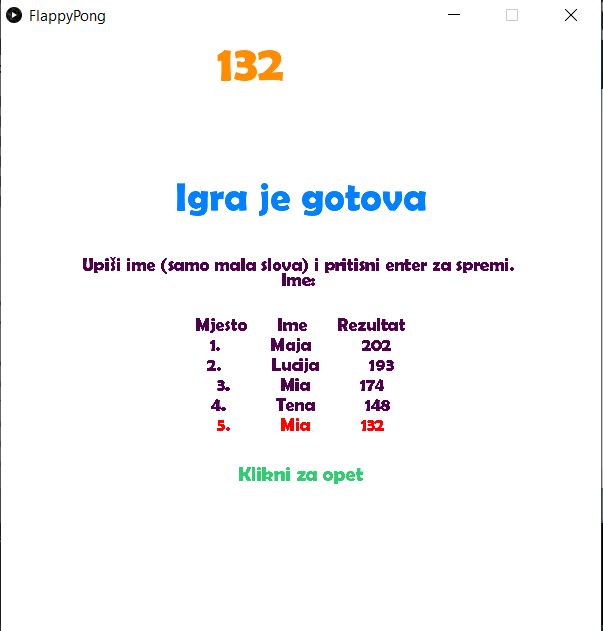 FlappyPong
132
Igra je gotova
Upiši ime (samo mala slova) i pritisni enter za spremi.
Ime:
Mjesto Ime Rezultat
1. Maja 202
2. Lucija 193
3. Mia 174
4. Tena 148
5. Mia 132
Klikni za opet